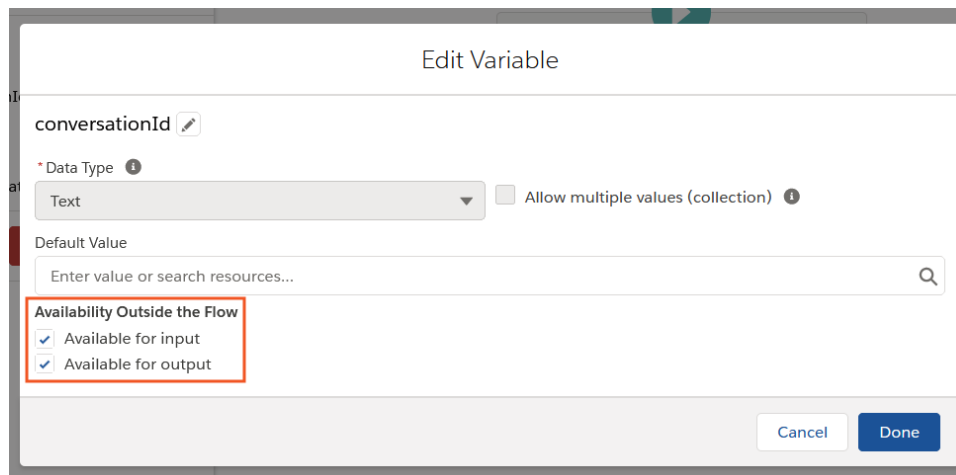 Edit Variable
conversationId
* Data Type
Text
Allow multiple values (collection)
Default Value
Enter value or search resources...
Availability Outside the Flow
Available for input
Available for output
Cancel
Done